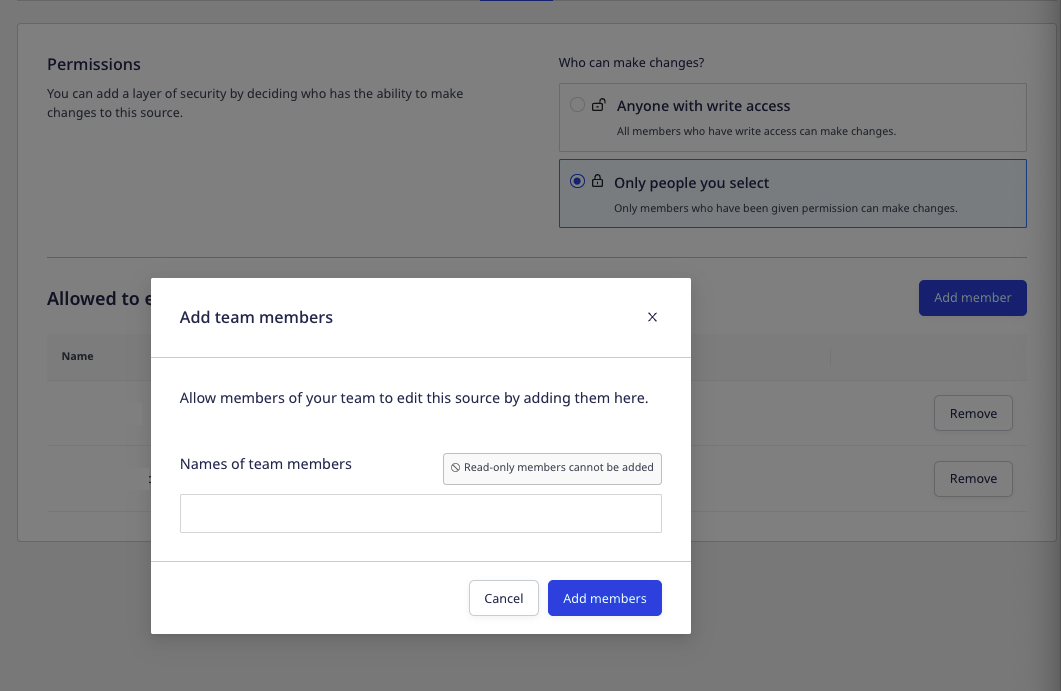 Permissions
You can add a layer of security by deciding who has the ability to make
changes to this source.
Who can make changes?
Anyone with write access
All members who have write access can make changes.
Only people you select
Only members who have been given permission can make changes.
Allowed to
Add member
Name
Remove
Remove
Add team members
Allow members of your team to edit this source by adding them here.
Names of team members
Read-only members cannot be added
Cancel
Add members